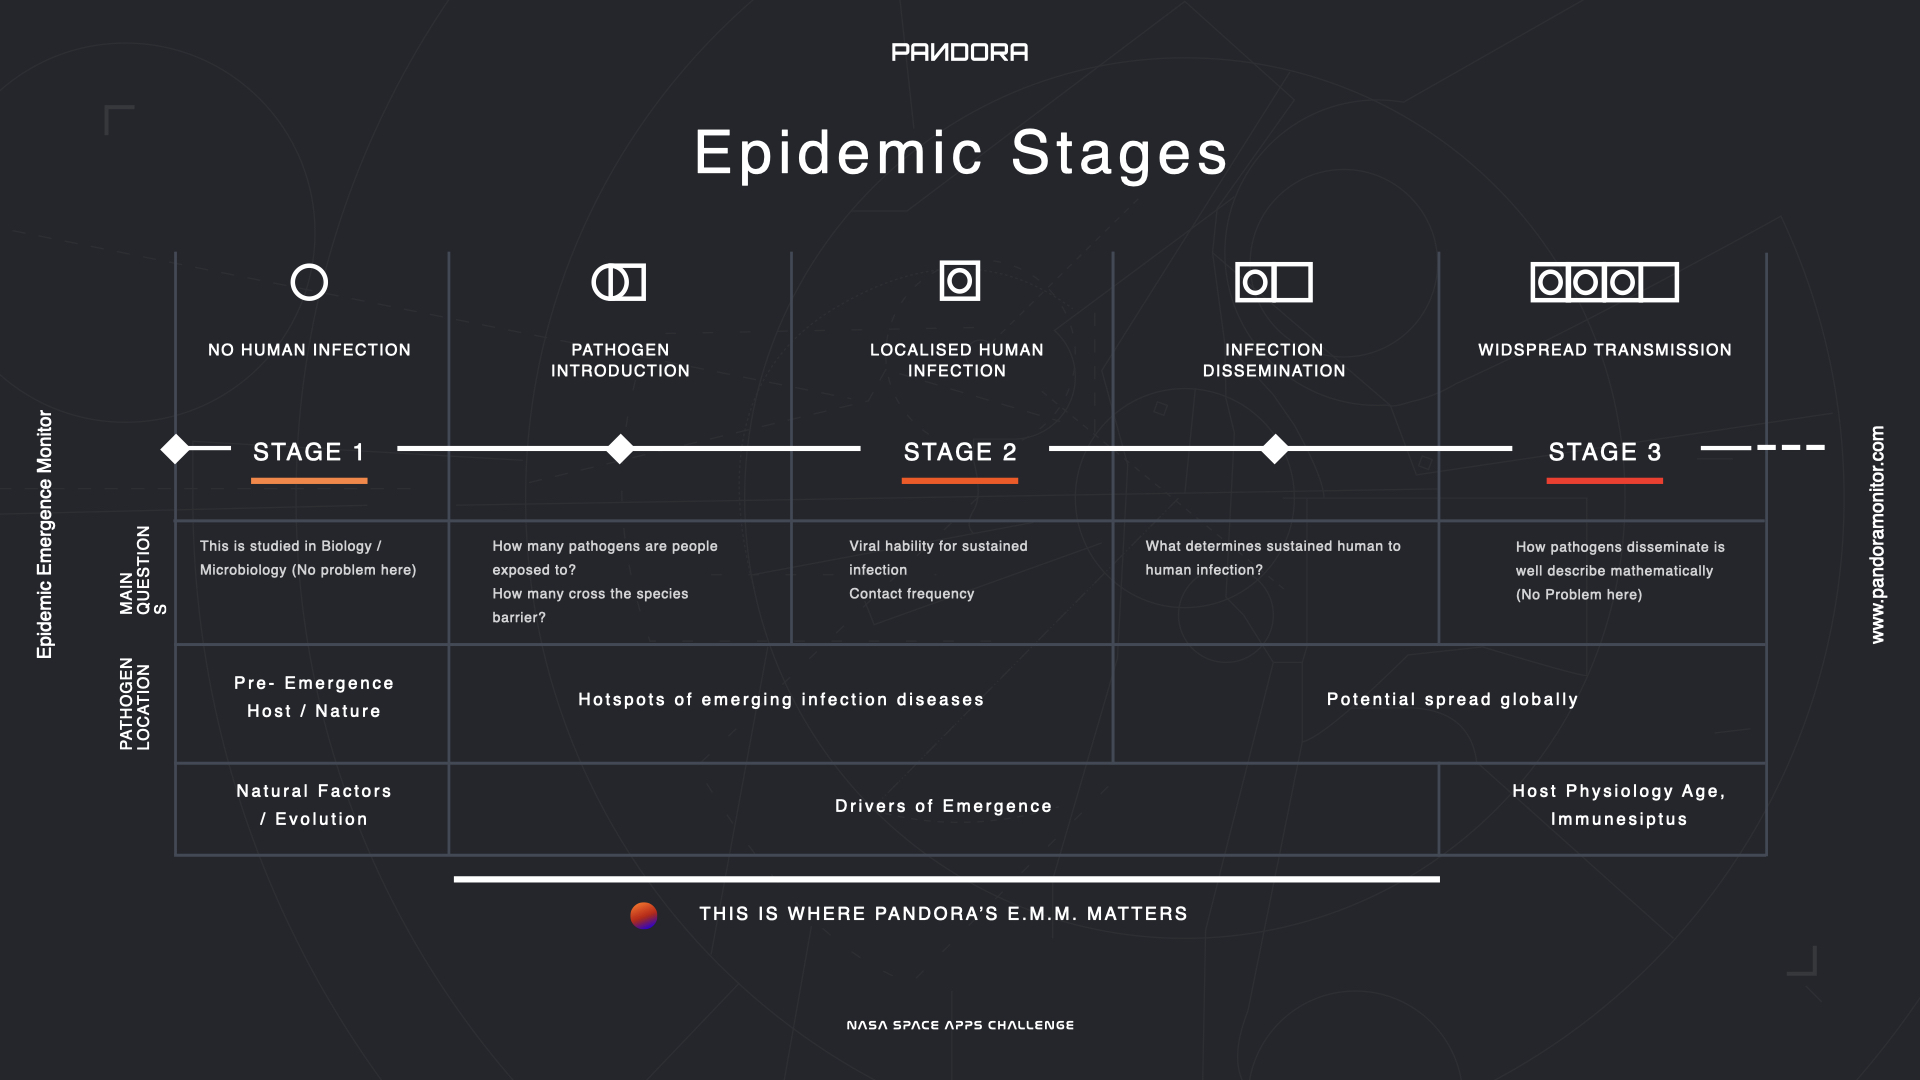 PANDORA
Epidemic Stages
NO HUMAN INFECTION
PATHOGEN
INTRODUCTION
LOCALISED HUMAN
INFECTION
INFECTION
DISSEMINATION
WIDSPREAD TRANSMISSION
STAGE 1
STAGE 2
STAGE 3
Epidemic Emergence Monitor
www.pandoramonitor.com
MAIN
QUESTION
S
This is studied in Biology /
Microbiology (No problem here)
How many pathogens are people
exposed to?
How many cross the species
barrier?
Viral hability for sustained
infection
Contact frequency
What determines sustained human to
human infection?
How pathogens disseminate is
well describe mathematically
(No Problem here)
PATHOGEN
LOCATION
Pre- Emergence
Host / Nature
Hotspots of emerging infection diseases
Potential spread globally
Natural Factors
/ Evolution
Drivers of Emergence
Host Physiology Age,
Immunesiptus
THIS IS WHERE PANDORA'S E.M.M. MATTERS
NASA SPACE APPS CHALLENGE